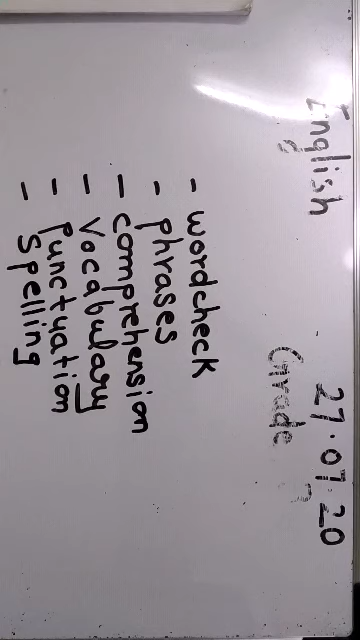 English 27.07.20
Grade
- wordcheck
- phrases
- comprehension
- vocabulary
- Punctuation
- Spelling